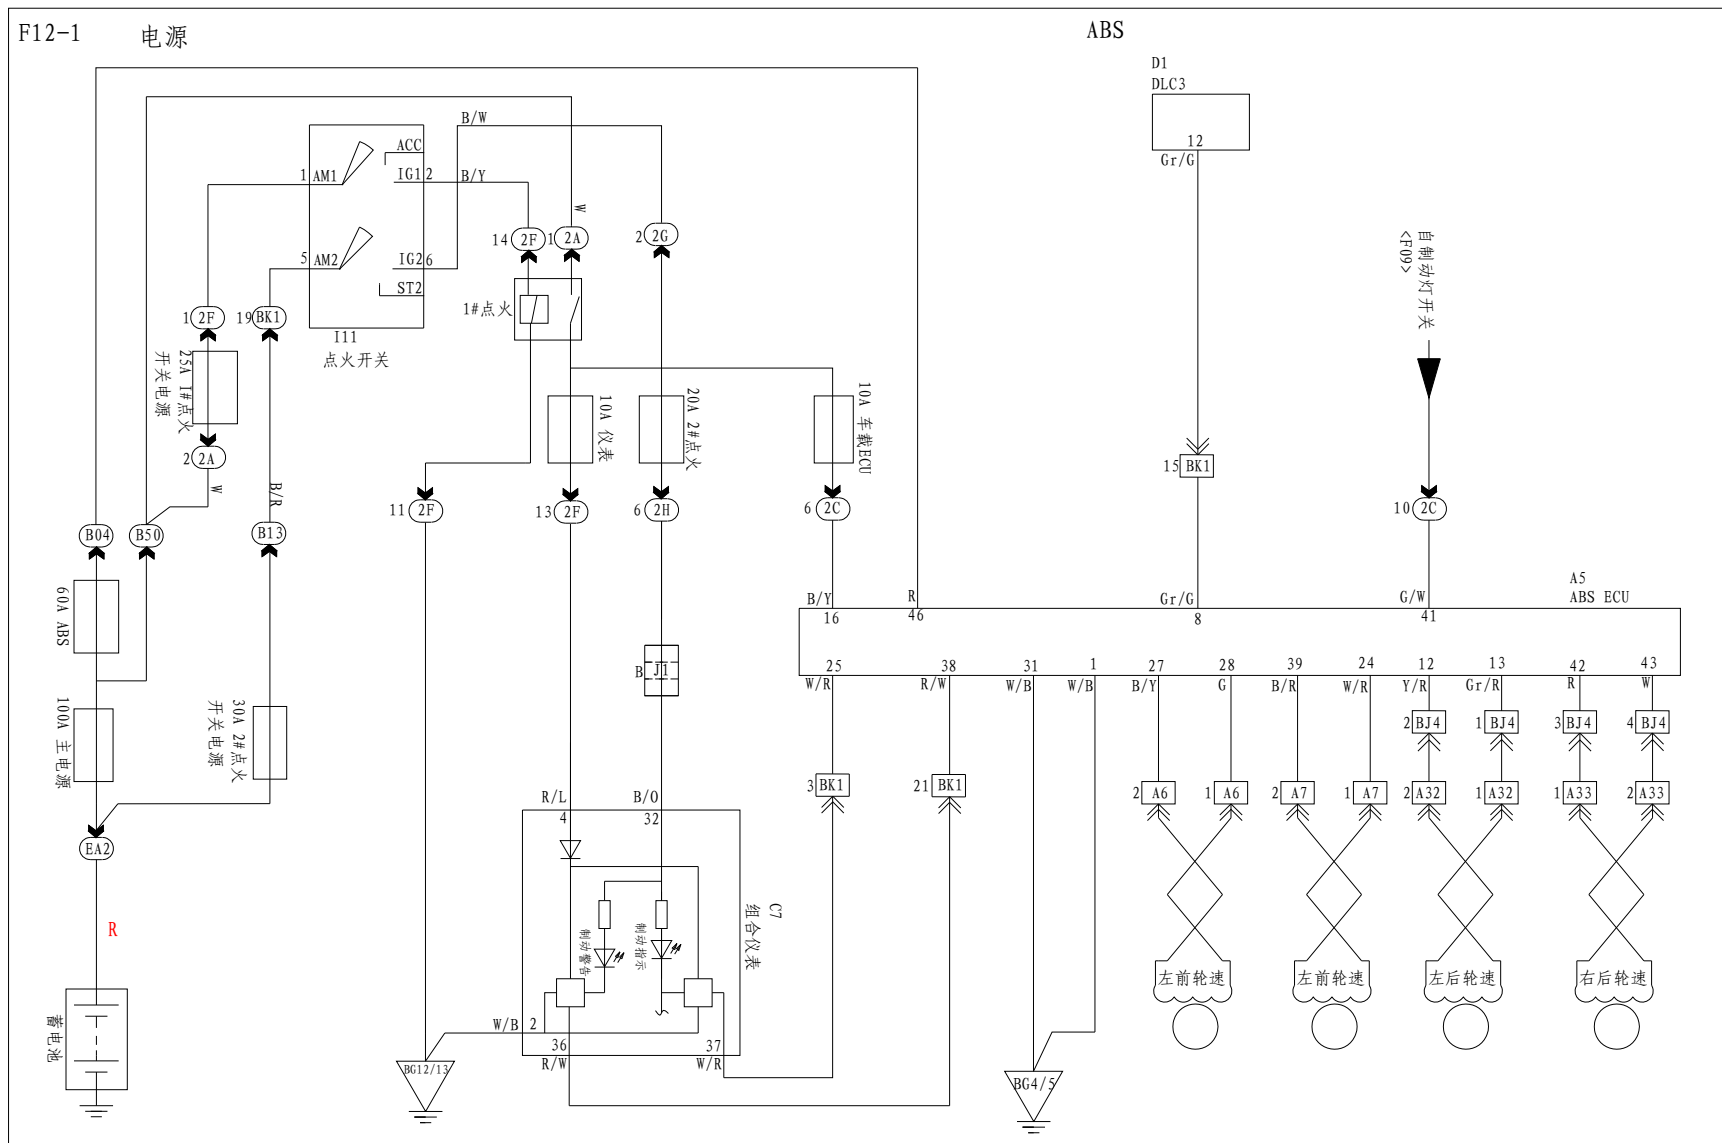 F12-1 电源 ABS
D1
DLC3
12
Gr/G
B/W
ACC
1 AM1
IG1 2
B/Y
W
5 AM2
IG2 6
ST2
14 2F
1 2A
2 2G
1 2F
19 BK1
I11
点火开关
1#点火
25A 1#点火
开关电源
自制动灯开关
<F09>
10A 仪表
20A 2#点火
10A 车载ECU
2 2A
W
B/R
15 BK1
11 2F
13 2F
6 2H
6 2C
10 2C
B04
B50
B13
60A ABS
100A 主电源
30A 2#点火
开关电源
A5
ABS ECU
B/Y
16
R
46
Gr/G
8
G/W
41
25
W/R
38
R/W
31
W/B
1
W/B
27
B/Y
28
G
39
B/R
24
W/R
12
Y/R
13
Gr/R
42
R
43
W
B J1
2 BJ4
1 BJ4
3 BJ4
4 BJ4
3 BK1
21 BK1
2 A6
1 A6
2 A7
1 A7
2 A32
1 A32
1 A33
2 A33
EA2
R
R/L
4
B/O
32
C7
组合仪表
制动警告
制动指示
左前轮速
左前轮速
左后轮速
右后轮速
蓄电池
W/B 2
36
R/W
37
W/R
BG12/13
BG4/5